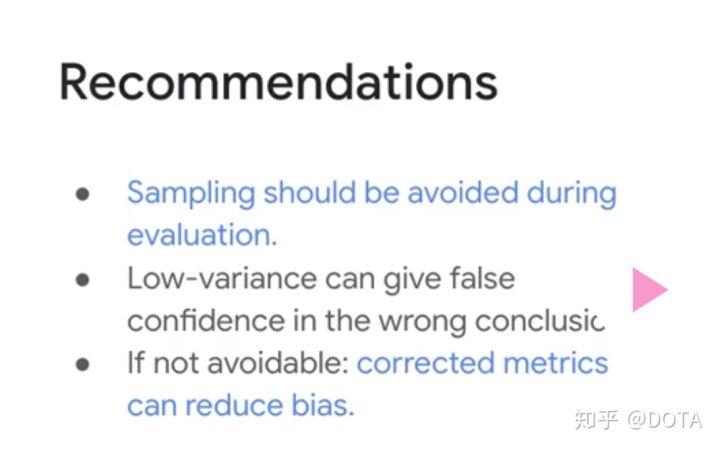 Recommendations
● Sampling should be avoided during
evaluation.
● Low-variance can give false
confidence in the wrong conclusic
● If not avoidable: corrected metrics
can reduce bias.
知乎 @DOTA